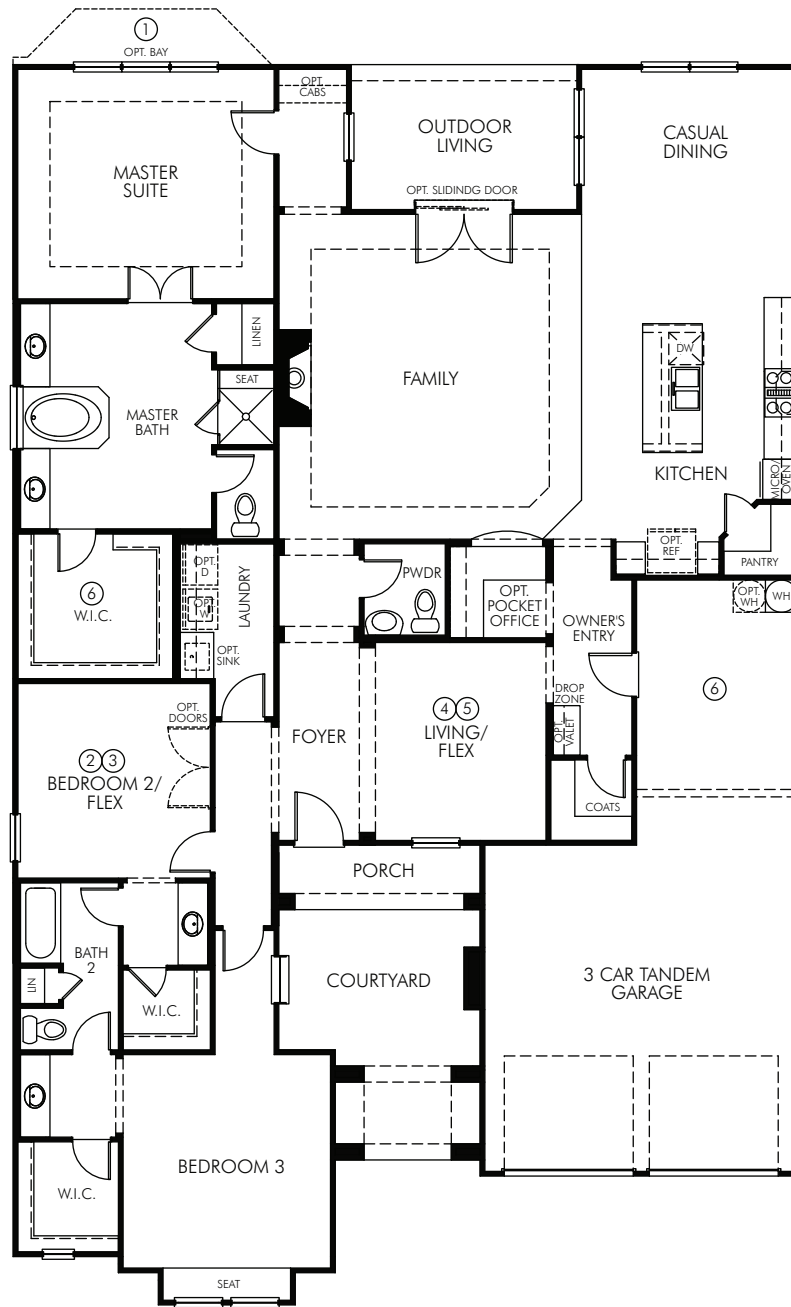 1
OPT. BAY
OPT.
CABS
OUTDOOR
LIVING
CASUAL
DINING
MASTER
SUITE
OPT. SLIDINDG DOOR
LINEN
DW
SEAT
FAMILY
MASTER
BATH
KITCHEN
MICRO/
OVEN
OPT.
REF
PANTRY
6
W.I.C.
OPT.
D
OPT.
W
LAUNDRY
OPT.
SINK
PWDR
OPT.
POCKET
OFFICE
OWNER'S
ENTRY
OPT.
WH
WH
6
OPT.
DOORS
2 3
BEDROOM 2/
FLEX
FOYER
4 5
LIVING/
FLEX
DROP
ZONE
OPT.
VALET
COATS
PORCH
BATH
2
LIN
W.I.C.
COURTYARD
3 CAR TANDEM
GARAGE
W.I.C.
BEDROOM 3
SEAT